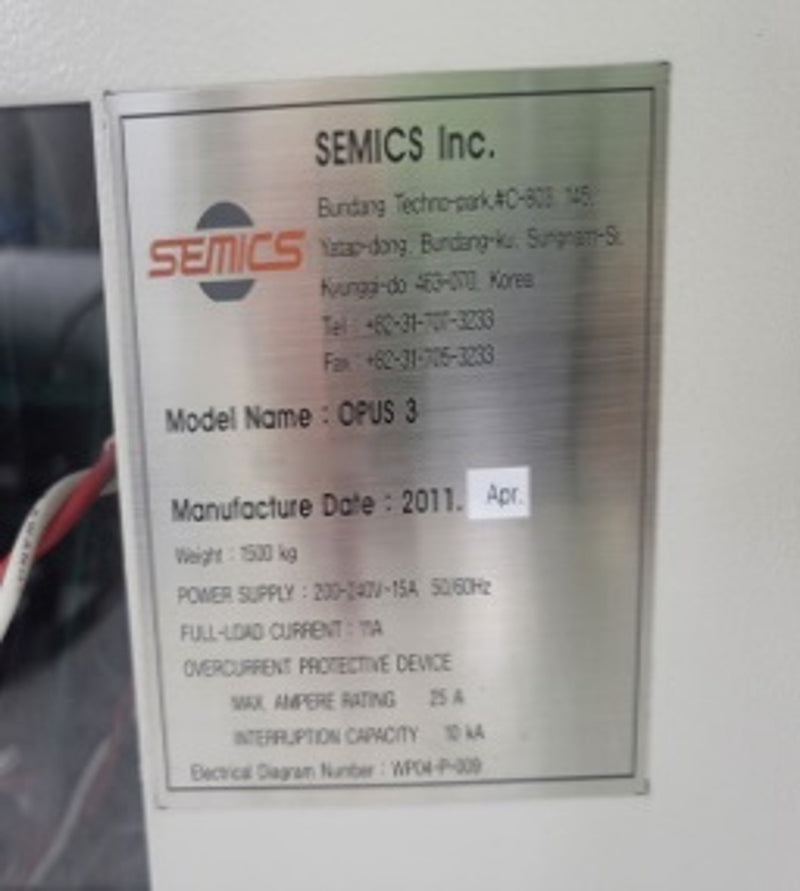 SEMICS Inc.
SEMICS
Bundang Techno-park,#C-803, 145,
Yatap-dong, Bundang-ku, Sungnam-Si,
Kyunggi-do 463-070, Korea
Tel : +82-31-707-3233
Fax : +82-31-705-3233
Model Name : OPUS 3
Manufacture Date : 2011. Apr.
Weight : 1500 kg
POWER SUPPLY : 200-240V~15A 50/60Hz
FULL-LOAD CURRENT : 11A
OVERCURRENT PROTECTIVE DEVICE
MAX. AMPERE RATING 25 A
INTERRUPTION CAPACITY 10 kA
Electrical Diagram Number : WP04-P-009